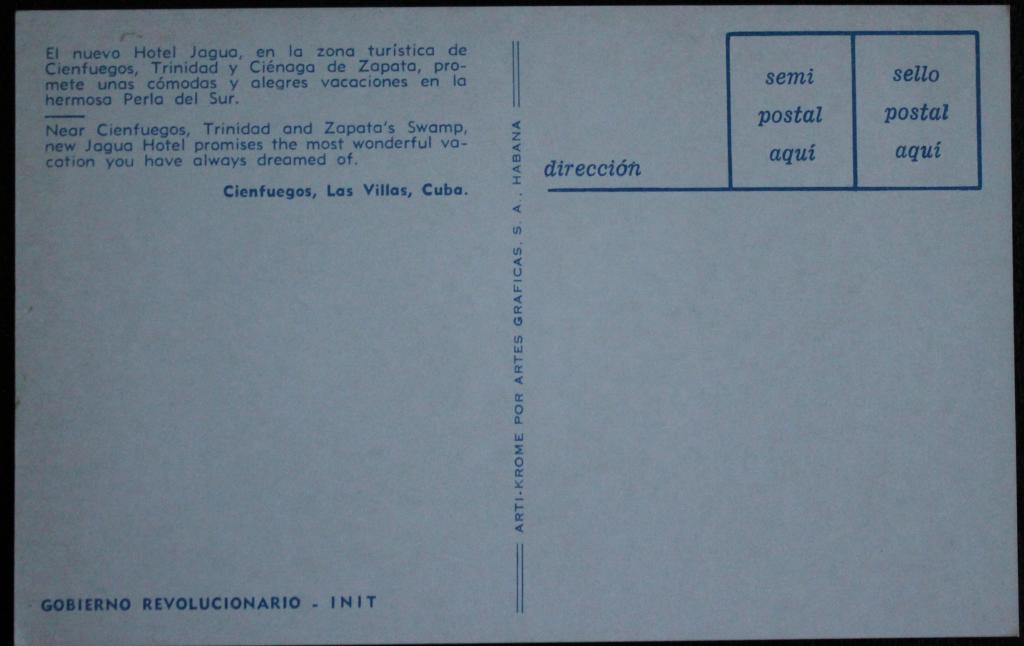 El nuevo Hotel Jagua, en la zona turística de
Cienfuegos, Trinidad y Ciénaga de Zapata, pro-
mete unas cómodas y alegres vacaciones en la
hermosa Perla del Sur.
Near Cienfuegos, Trinidad and Zapata's Swamp,
new Jagua Hotel promises the most wonderful va-
cation you have always dreamed of.
Cienfuegos, Las Villas, Cuba.
GOBIERNO REVOLUCIONARIO - INIT
ARTI-KROME POR ARTES GRAFICAS, S. A., HABANA
dirección
semi
postal
aquí
sello
postal
aquí